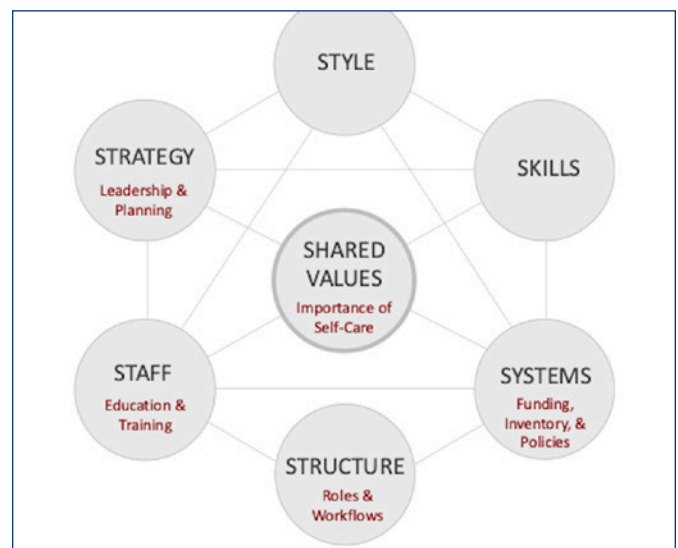 STYLE
STRATEGY
Leadership &
Planning
SKILLS
SHARED
VALUES
Importance of
Self-Care
STAFF
Education &
Training
SYSTEMS
Funding,
Inventory, &
Policies
STRUCTURE
Roles &
Workflows